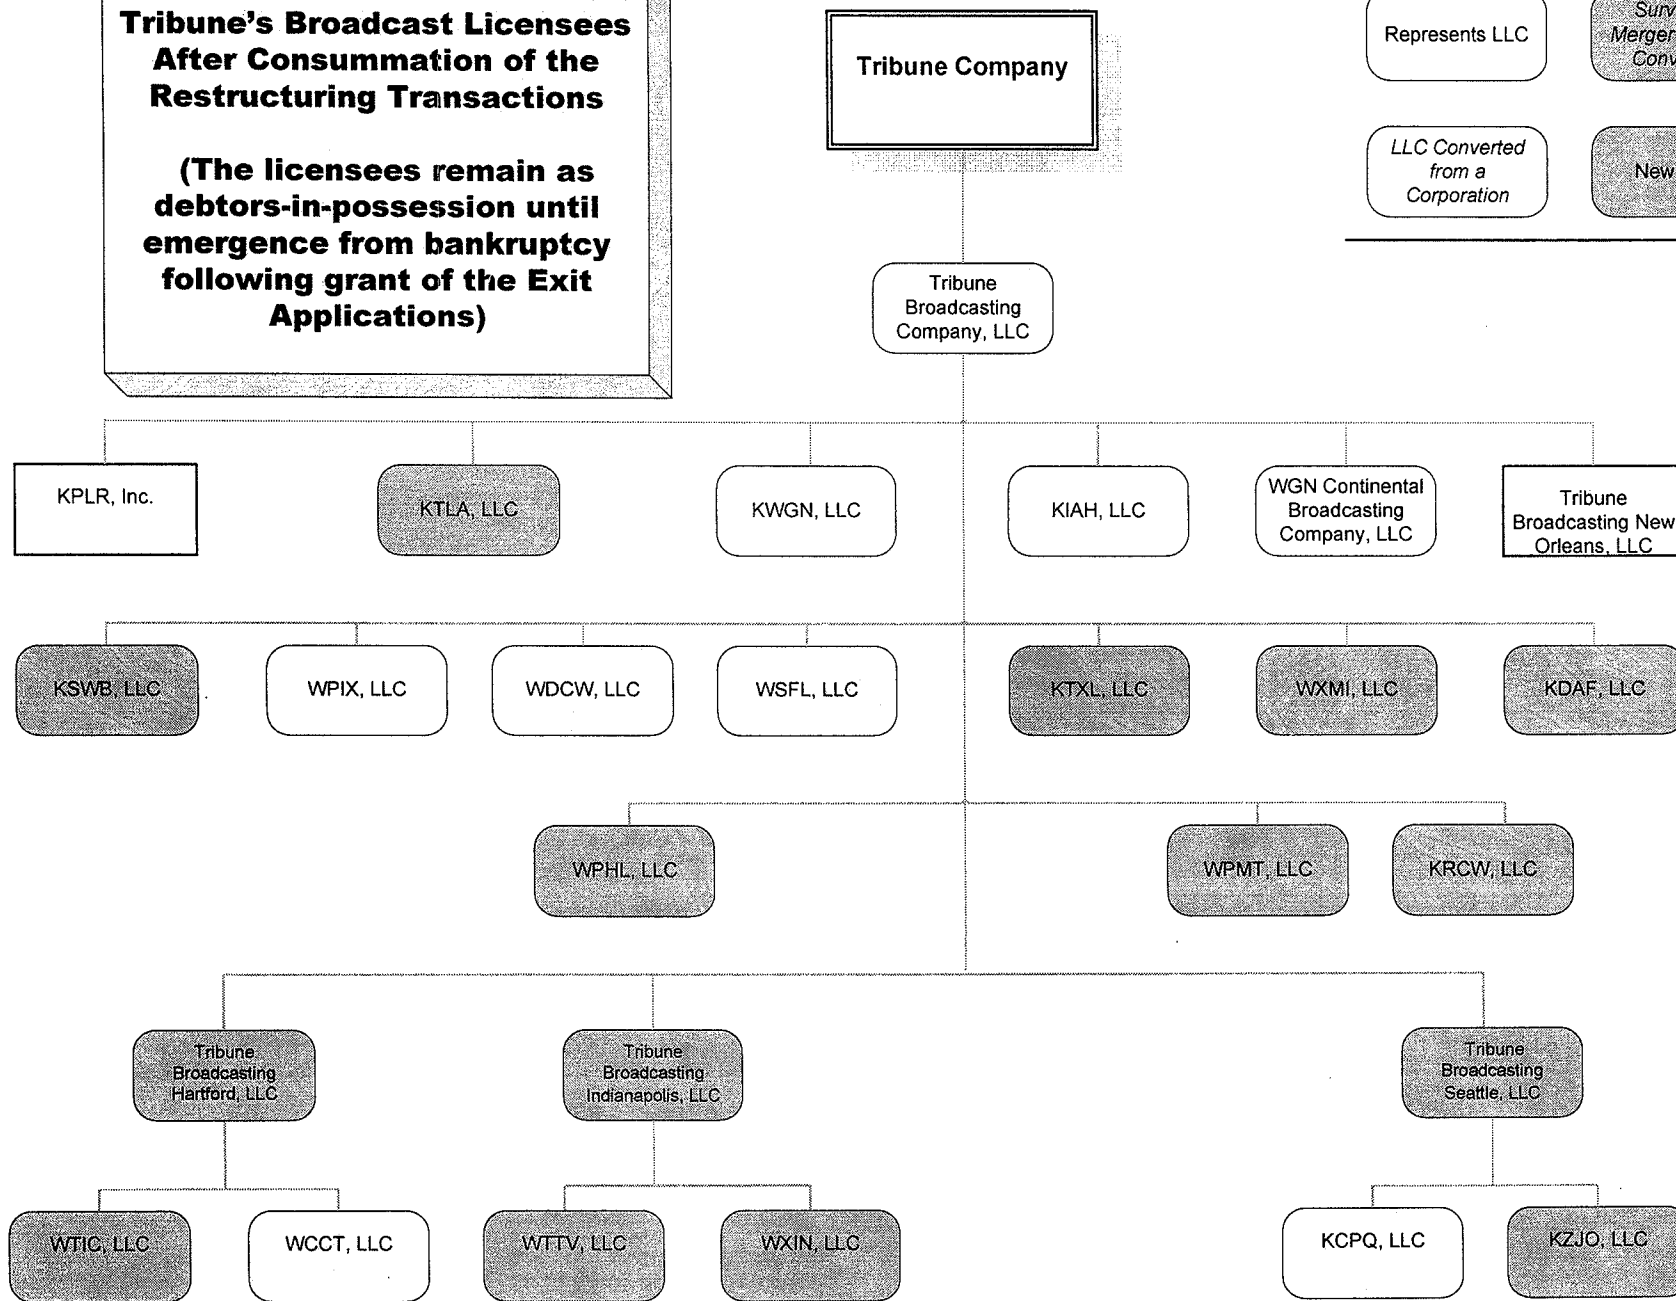 Tribune's Broadcast Licensees
After Consummation of the
Restructuring Transactions
(The licensees remain as
debtors-in-possession until
emergence from bankruptcy
following grant of the Exit
Applications)
Tribune Company
Represents LLC
LLC Converted
from a
Corporation
New
Tribune
Broadcasting
Company, LLC
KPLR, Inc.
KTLA, LLC
KWGN, LLC
KIAH, LLC
WGN Continental
Broadcasting
Company, LLC
Tribune
Broadcasting New
Orleans, LLC
KSWB, LLC
WPIX, LLC
WDCW, LLC
WSFL, LLC
KTXL, LLC
WXMI, LLC
KDAF, LLC
WPHL, LLC
WPMT, LLC
KRCW, LLC
Tribune
Broadcasting
Hartford, LLC
Tribune
Broadcasting
Indianapolis, LLC
Tribune
Broadcasting
Seattle, LLC
WTIC, LLC
WCCT, LLC
WTTV, LLC
WXIN, LLC
KCPQ, LLC
KZJO, LLC